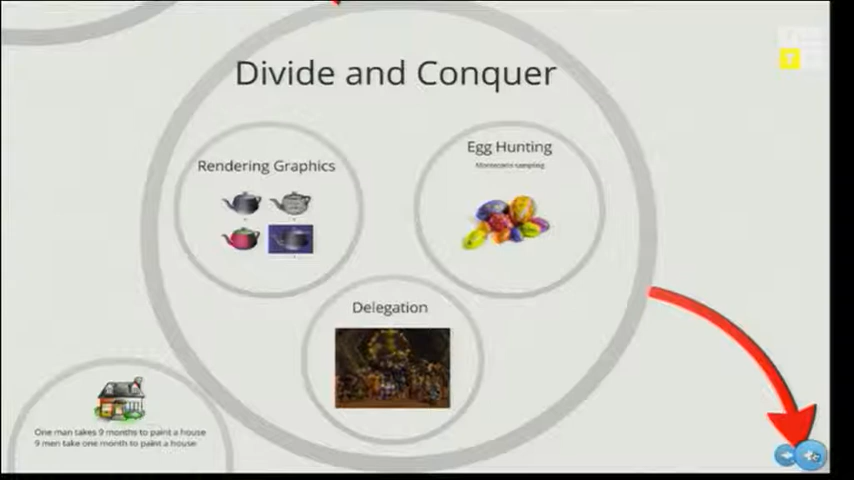 Divide and Conquer
Rendering Graphics
Egg Hunting
Montecarlo sampling
Delegation
One man takes 9 months to paint a house
9 men take one month to paint a house